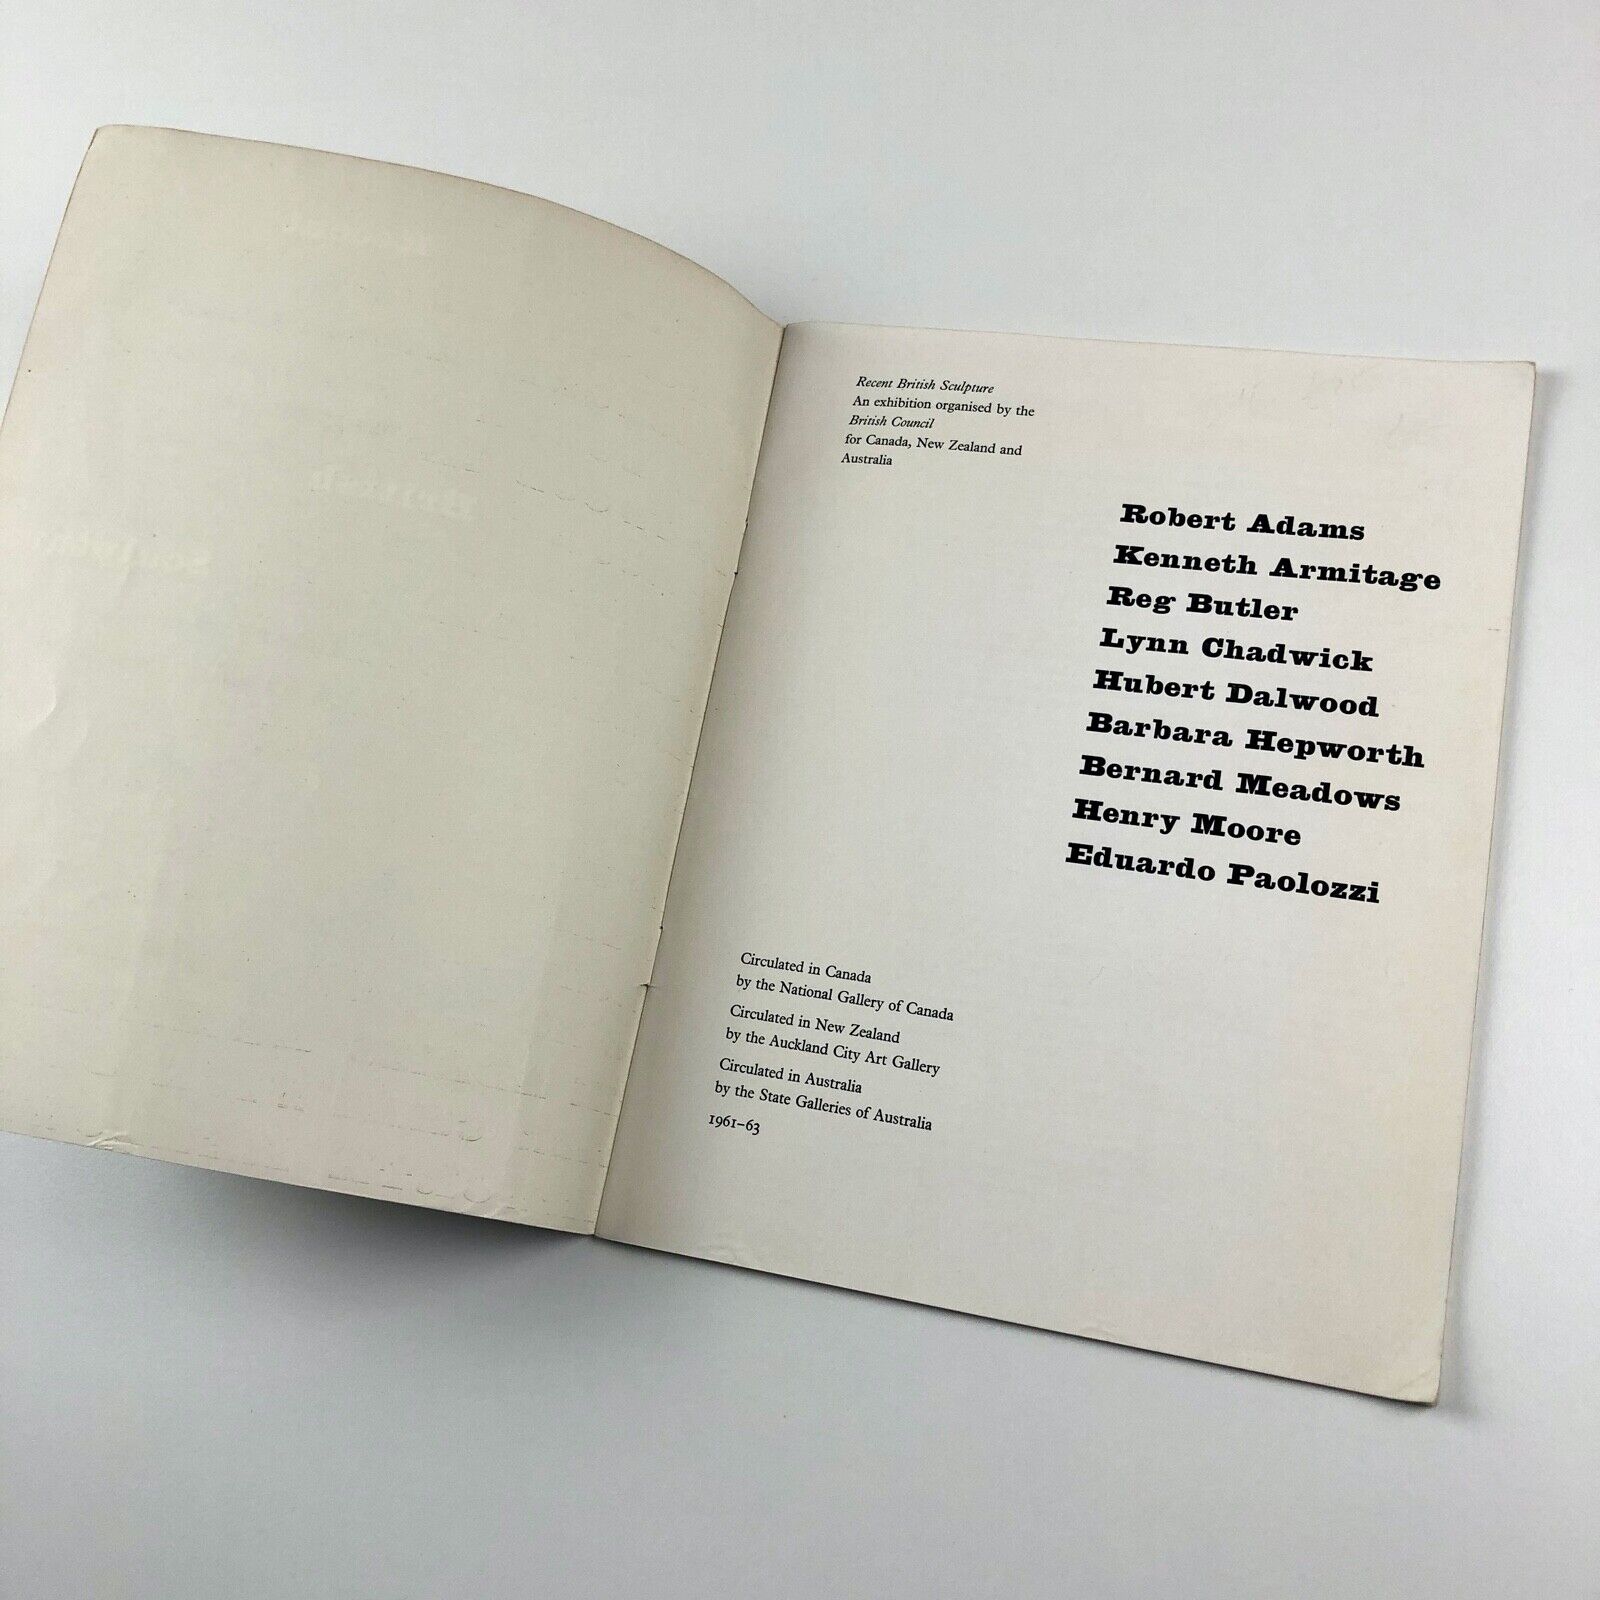 Recent British Sculpture
An exhibition organised by the
British Council
for Canada, New Zealand and
Australia
Robert Adams
Kenneth Armitage
Reg Butler
Lynn Chadwick
Hubert Dalwood
Barbara Hepworth
Bernard Meadows
Henry Moore
Eduardo Paolozzi
Circulated in Canada
by the National Gallery of Canada
Circulated in New Zealand
by the Auckland City Art Gallery
Circulated in Australia
by the State Galleries of Australia
1961–63